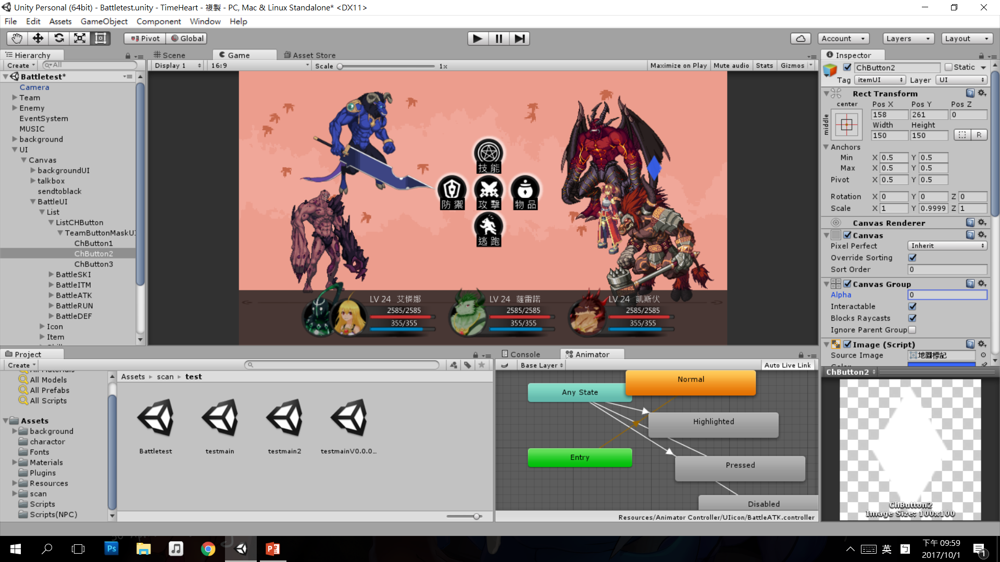 Unity Personal (64bit) - Battletest.unity - TimeHeart - 複製 - PC, Mac & Linux Standalone* <DX11>
File Edit Assets GameObject Component Window Help
Pivot Global Account Layers Layout
Hierarchy
Create All
Battletest*
Camera
Team
Enemy
EventSystem
MUSIC
background
UI
Canvas
backgroundUI
talkbox
sendtoblack
BattleUI
List
ListCHButton
TeamButtonMaskU
ChButton1
ChButton2
ChButton3
BattleSKI
BattleITM
BattleATK
BattleRUN
BattleDEF
Icon
Item
Scene Game Asset Store
Display 1 16:9 Scale 1x Maximize on Play Mute audio Stats Gizmos
技能
防禦 攻擊 物品
逃跑
LV 24 艾憐娜
2585/2585
355/355
LV 24 薩雷諾
2585/2585
355/355
LV 24 凱斯伏
2585/2585
355/355
Inspector
ChButton2 Static
Tag itemUI Layer UI
Rect Transform
center
middle
Pos X Pos Y Pos Z
158 261 0
Width Height
150 150 R
Anchors
Min X 0.5 Y 0.5
Max X 0.5 Y 0.5
Pivot X 0.5 Y 0.5
Rotation X 0 Y 0 Z 0
Scale X 1 Y 0.9999 Z 1
Canvas Renderer
Canvas
Pixel Perfect Inherit
Override Sorting
Sort Order 0
Canvas Group
Alpha 0
Interactable
Blocks Raycasts
Ignore Parent Group
Image (Script)
Source Image 地圖標記
ChButton2
ChButton2
Image Size: 100x100
Project
Create
All Materials
All Models
All Prefabs
All Scripts
Assets
background
charactor
Fonts
Materials
Plugins
Resources
scan
Scripts
Scripts(NPC)
Assets scan test
Battletest testmain testmain2 testmainV0.0.0...
Console Animator
Base Layer Auto Live Link
Normal
Any State
Highlighted
Entry
Pressed
Disabled
Resources/Animator Controller/UIicon/BattleATK.controller
Ps
英
下午 09:59
2017/10/1
1